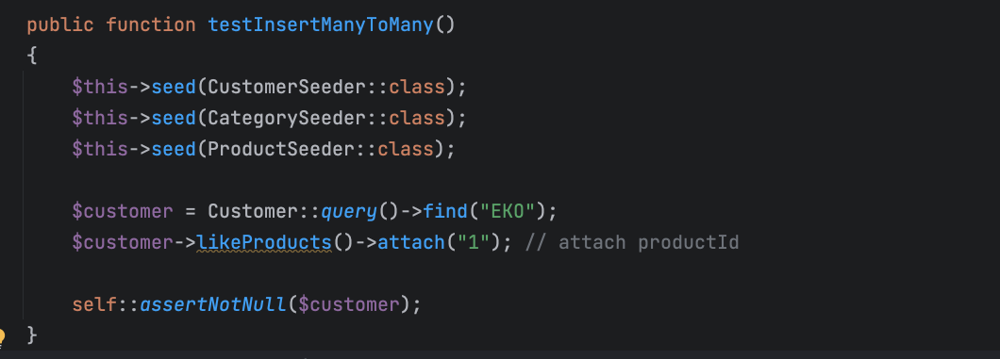 public function testInsertManyToMany()
{
    $this->seed(CustomerSeeder::class);
    $this->seed(CategorySeeder::class);
    $this->seed(ProductSeeder::class);

    $customer = Customer::query()->find("EKO");
    $customer->likeProducts()->attach("1"); // attach productId

    self::assertNotNull($customer);
}